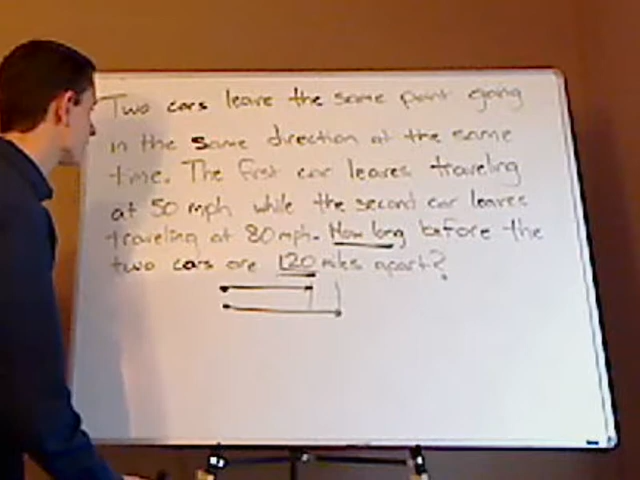 Two cars leave the same point going
in the same direction at the same
time. The first car leaves traveling
at 50 mph while the second car leaves
traveling at 80 mph. How long before the
two cars are 120 miles apart?